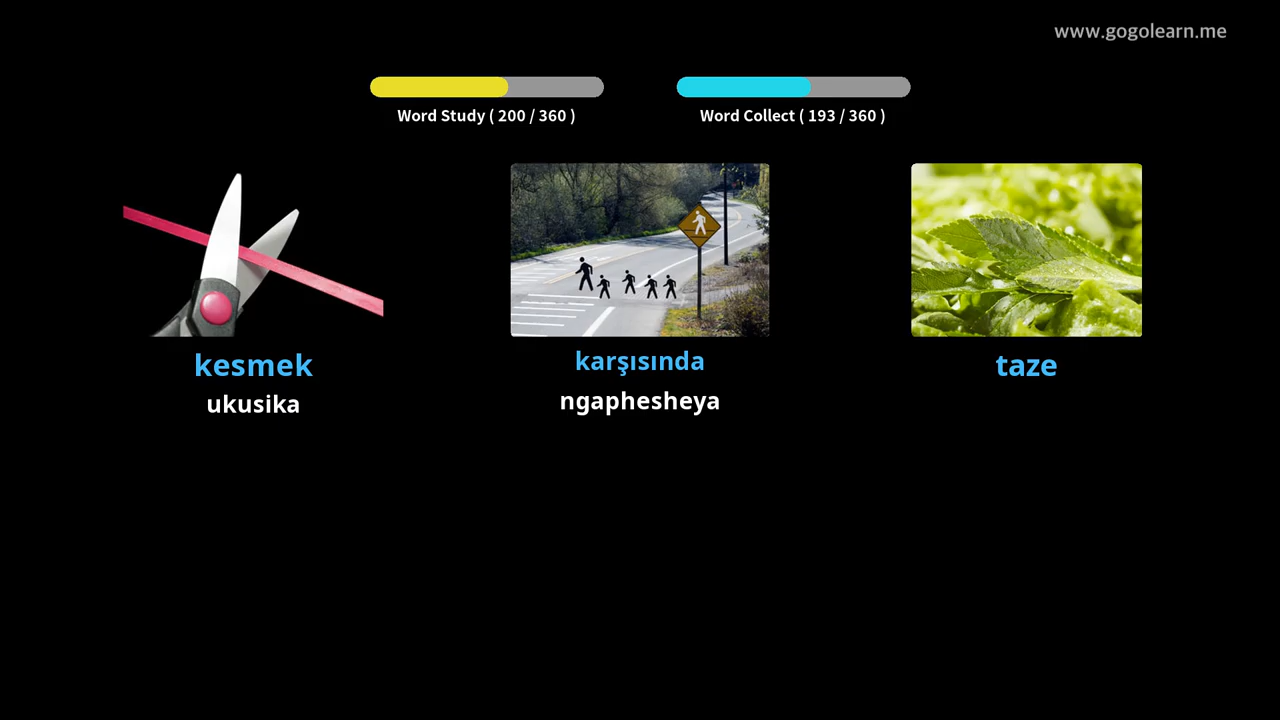 www.gogolearn.me
Word Study ( 200 / 360 )
Word Collect ( 193 / 360 )
kesmek
ukusika
karşısında
ngaphesheya
taze